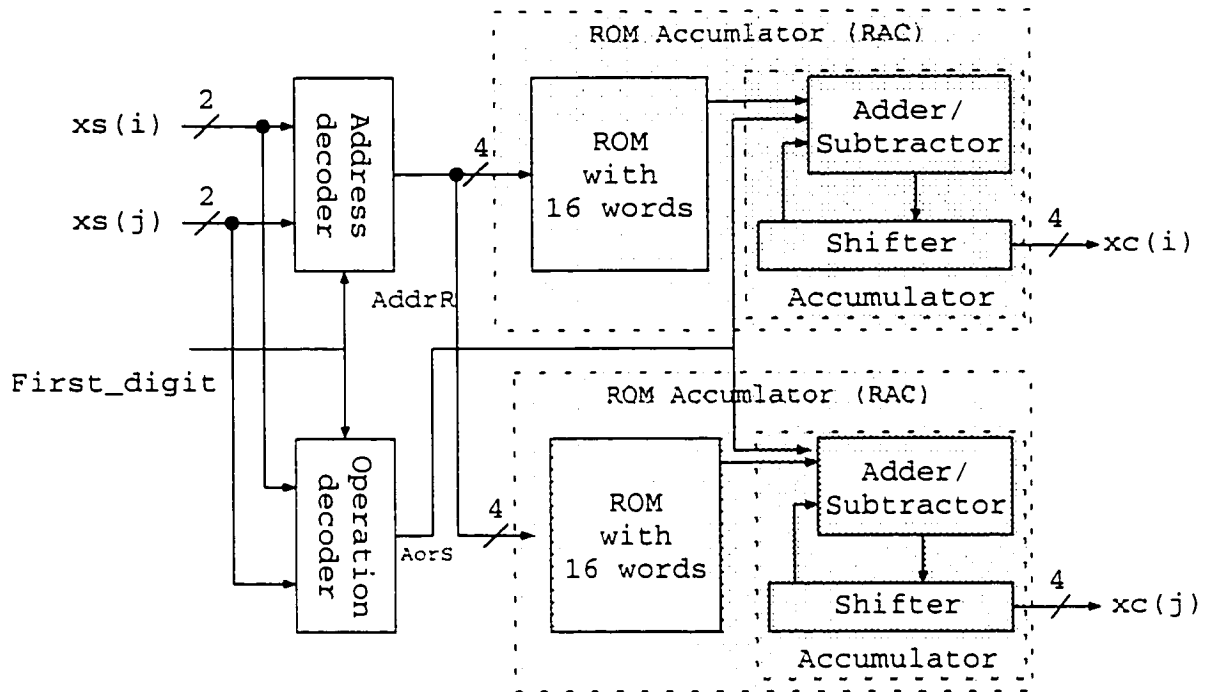 ROM Accumlator (RAC)
xs(i)
2
Address
decoder
4
ROM
with
16 words
Adder/
Subtractor
xs(j)
2
Shifter
4
xc(i)
Accumulator
AddrR
First_digit
ROM Accumlator (RAC)
Operation
decoder
AorS
4
ROM
with
16 words
Adder/
Subtractor
Shifter
4
xc(j)
Accumulator